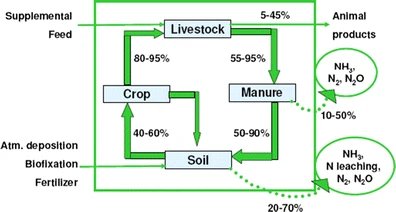 Supplemental
Feed
5-45%
Animal
products
Livestock
80-95%
55-95%
NH3,
N2, N2O
Crop
Manure
10-50%
40-60%
50-90%
Atm. deposition
Biofixation
Fertilizer
Soil
NH3,
N leaching,
N2, N2O
20-70%